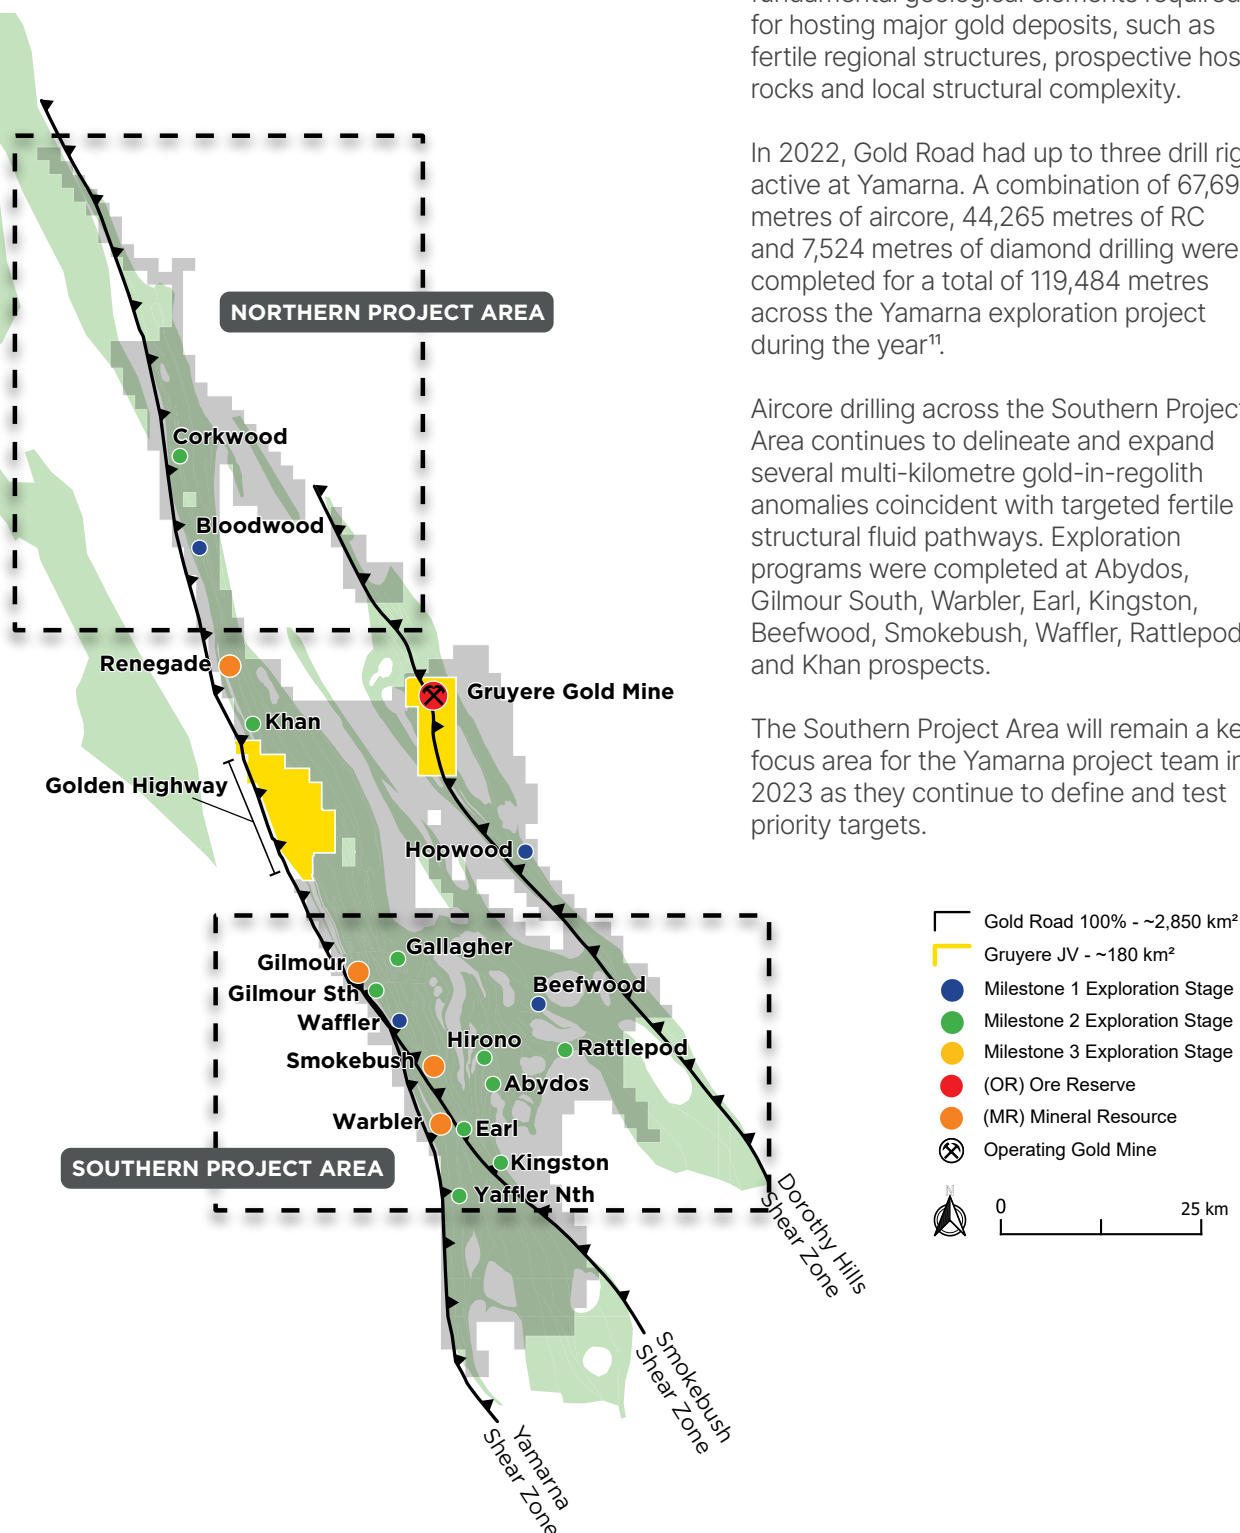 for hosting major gold deposits, such as
fertile regional structures, prospective
rocks and local structural complexity.
In 2022, Gold Road had up to three drill
active at Yamarna. A combination of
metres of aircore, 44,265 metres of RC
and 7,524 metres of diamond drilling were
completed for a total of 119,484 metres
across the Yamarna exploration project
during the year¹¹.
Aircore drilling across the Southern Project
Area continues to delineate and expand
several multi-kilometre gold-in-regolith
anomalies coincident with targeted fertile
structural fluid pathways. Exploration
programs were completed at Abydos,
Gilmour South, Warbler, Earl, Kingston,
Beefwood, Smokebush, Waffler, Rattlepod
and Khan prospects.
The Southern Project Area will remain a
focus area for the Yamarna project team in
2023 as they continue to define and test
priority targets.
NORTHERN PROJECT AREA
Corkwood
Bloodwood
Renegade
Khan
Gruyere Gold Mine
Golden Highway
Hopwood
Gallagher
Gilmour
Gilmour Sth
Beefwood
Waffler
Hirono
Rattlepod
Smokebush
Abydos
Warbler
Earl
Kingston
Yaffler Nth
SOUTHERN PROJECT AREA
Dorothy Hills
Shear Zone
Smokebush
Shear Zone
Yamarna
Shear Zone
Gold Road 100% - ~2,850 km²
Gruyere JV - ~180 km²
Milestone 1 Exploration Stage
Milestone 2 Exploration Stage
Milestone 3 Exploration Stage
(OR) Ore Reserve
(MR) Mineral Resource
Operating Gold Mine
N
0 25 km